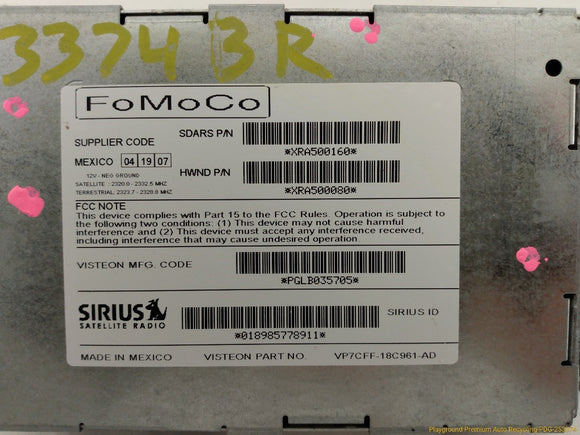 3374BR
FoMoCo
SUPPLIER CODE
SDARS P/N
*XRA500160*
MEXICO 04 19 07
12V - NEG GROUND
HWND P/N
SATELLITE : 2320.0 - 2332.5 MHZ
TERRESTRIAL: 2323.7 - 2328.8 MHZ
*XRA500080*
FCC NOTE
This device complies with Part 15 to the FCC Rules. Operation is subject to
the following two conditions: (1) This device may not cause harmful
interference and (2) This device must accept any interference received,
including interference that may cause undesired operation.
VISTEON MFG. CODE
*PGLB035705*
SIRIUS
SATELLITE RADIO
SIRIUS ID
*018985778911*
MADE IN MEXICO VISTEON PART NO. VP7CFF-18C961-AD
Playground Premium Auto Recycling